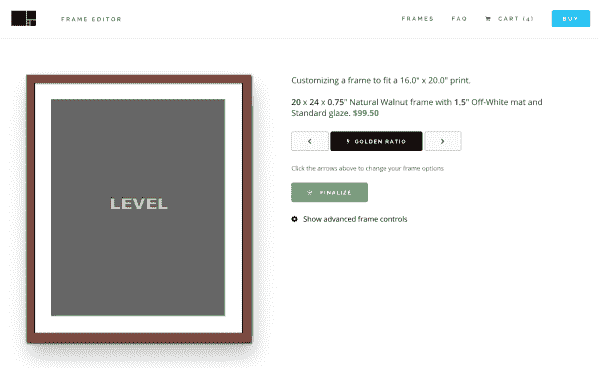 FRAME EDITOR
FRAMES FAQ CART (4) BUY
Customizing a frame to fit a 16.0" x 20.0" print.
20 x 24 x 0.75" Natural Walnut frame with 1.5" Off-White mat and
Standard glaze. $99.50
GOLDEN RATIO
Click the arrows above to change your frame options
FINALIZE
Show advanced frame controls
LEVEL